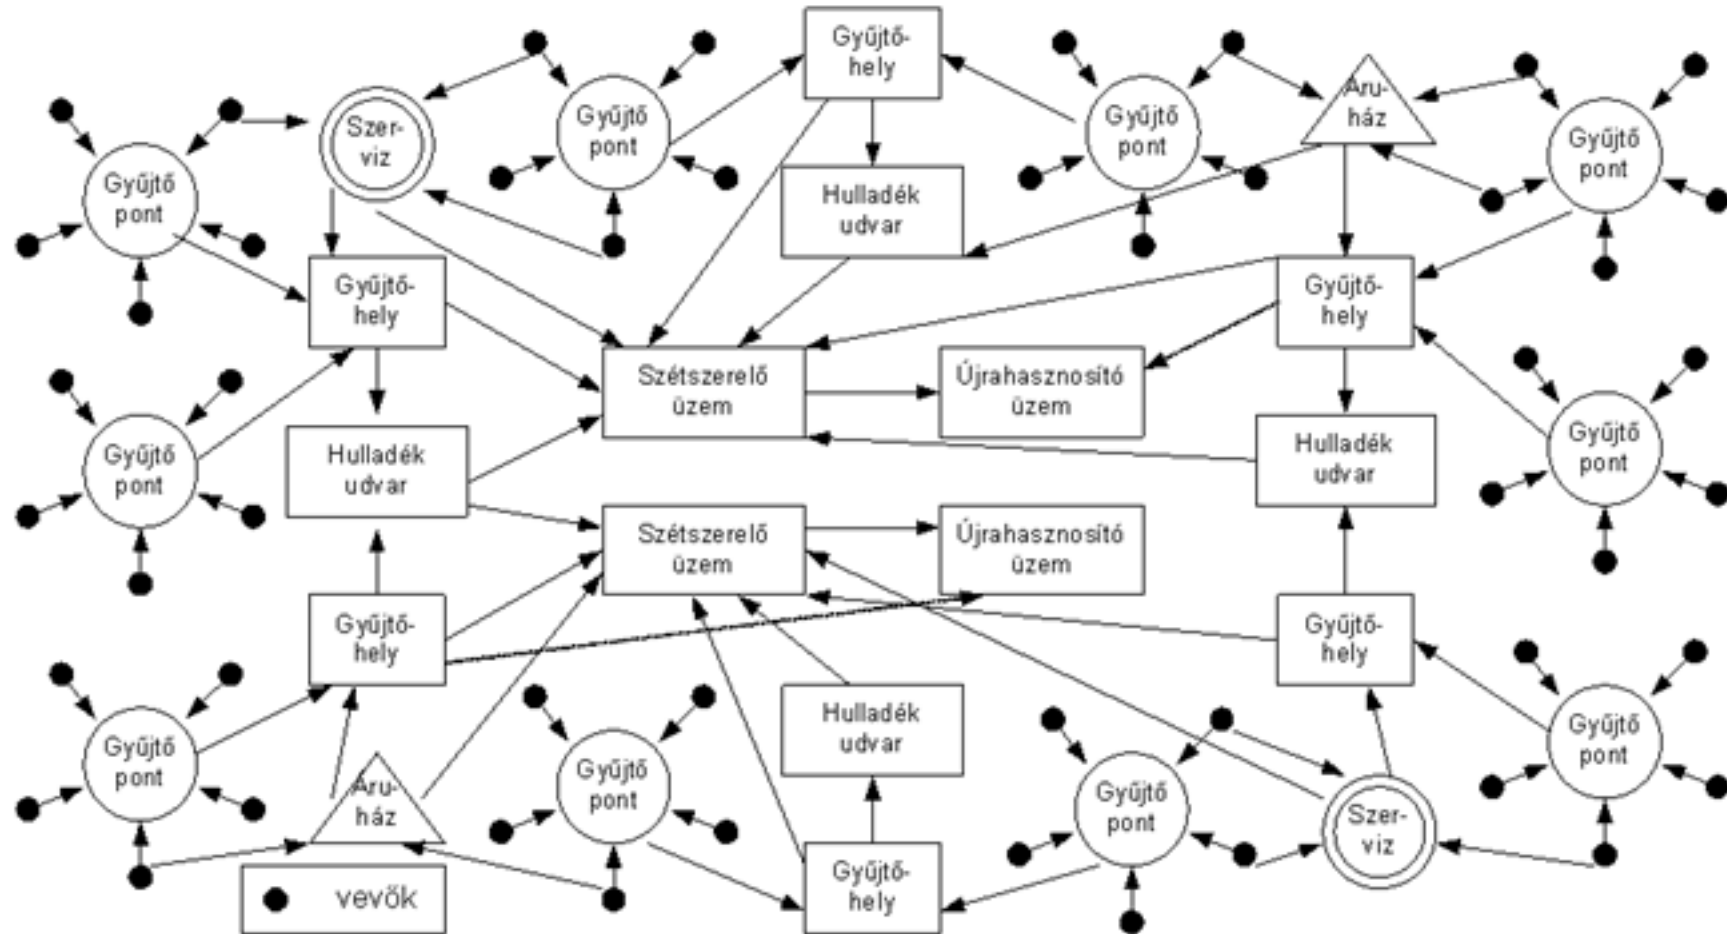 Gyűjtő-
hely
Szer-
viz
Gyűjtő
pont
Gyűjtő
pont
Áru-
ház
Gyűjtő
pont
Gyűjtő
pont
Hulladék
udvar
Gyűjtő-
hely
Gyűjtő-
hely
Szétszerelő
üzem
Újrahasznosító
üzem
Gyűjtő
pont
Hulladék
udvar
Hulladék
udvar
Gyűjtő
pont
Szétszerelő
üzem
Újrahasznosító
üzem
Gyűjtő-
hely
Gyűjtő-
hely
Gyűjtő
pont
Áru-
ház
Gyűjtő
pont
Hulladék
udvar
Gyűjtő
pont
Szer-
viz
Gyűjtő
pont
Gyűjtő-
hely
vevők